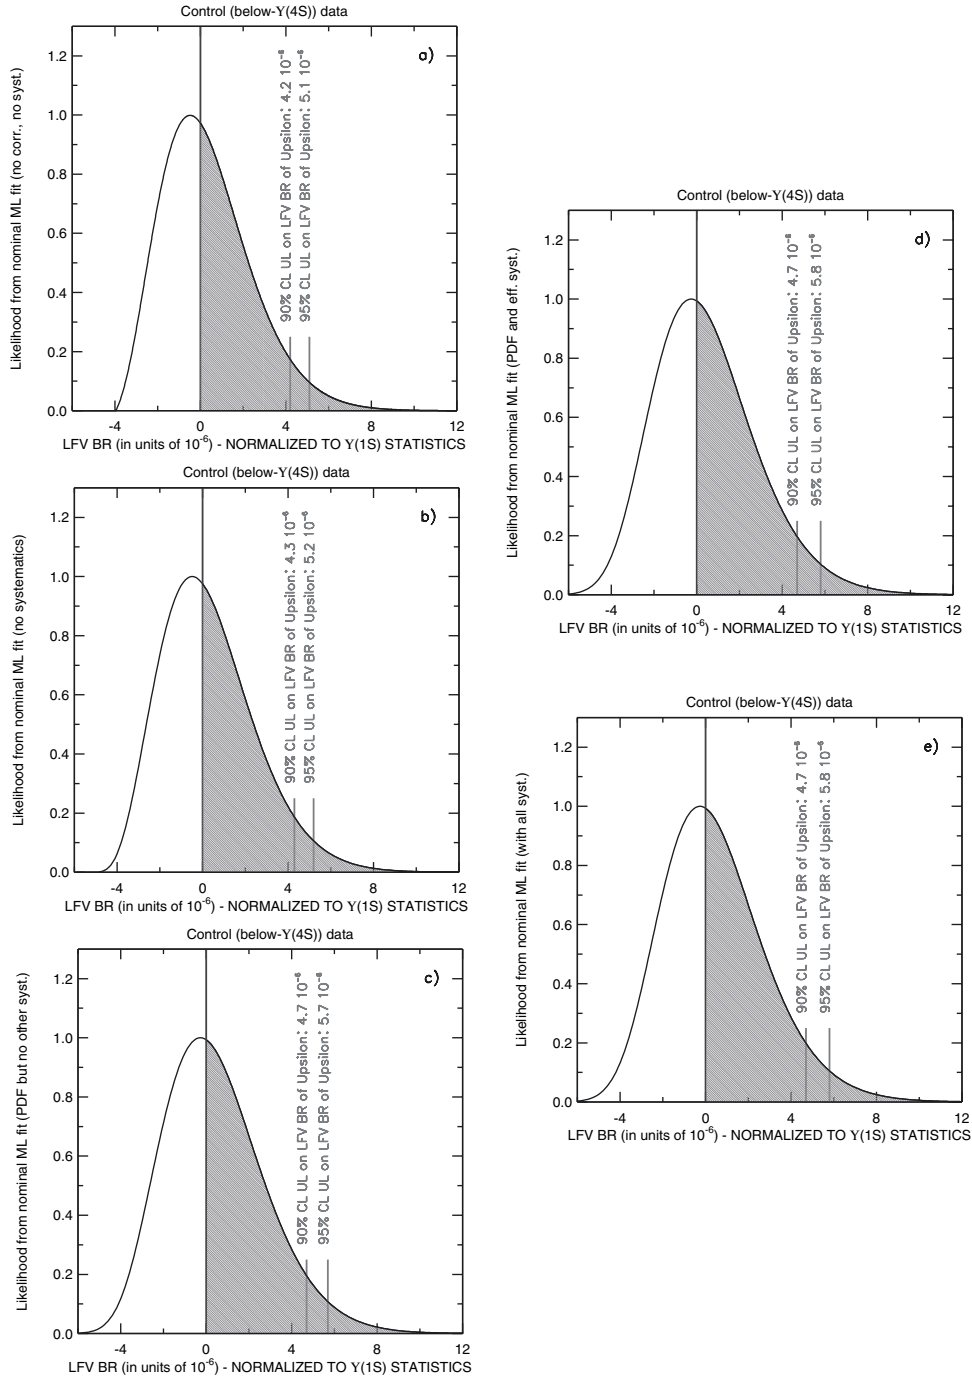 Control (below-Υ(4S)) data
a)
Likelihood from nominal ML fit (no corr., no syst.)
1.2
1.0
0.8
0.6
0.4
0.2
0.0
90% CL UL on LFV BR of Upsilon: 4.2 10⁻⁶
95% CL UL on LFV BR of Upsilon: 5.1 10⁻⁶
-4 0 4 8 12
LFV BR (in units of 10⁻⁶) - NORMALIZED TO Υ(1S) STATISTICS
Control (below-Υ(4S)) data
b)
Likelihood from nominal ML fit (no systematics)
1.2
1.0
0.8
0.6
0.4
0.2
0.0
90% CL UL on LFV BR of Upsilon: 4.3 10⁻⁶
95% CL UL on LFV BR of Upsilon: 5.2 10⁻⁶
-4 0 4 8 12
LFV BR (in units of 10⁻⁶) - NORMALIZED TO Υ(1S) STATISTICS
Control (below-Υ(4S)) data
c)
Likelihood from nominal ML fit (PDF but no other syst.)
1.2
1.0
0.8
0.6
0.4
0.2
0.0
90% CL UL on LFV BR of Upsilon: 4.7 10⁻⁶
95% CL UL on LFV BR of Upsilon: 5.7 10⁻⁶
-4 0 4 8 12
LFV BR (in units of 10⁻⁶) - NORMALIZED TO Υ(1S) STATISTICS
Control (below-Υ(4S)) data
d)
Likelihood from nominal ML fit (PDF and eff. syst.)
1.2
1.0
0.8
0.6
0.4
0.2
0.0
90% CL UL on LFV BR of Upsilon: 4.7 10⁻⁶
95% CL UL on LFV BR of Upsilon: 5.8 10⁻⁶
-4 0 4 8 12
LFV BR (in units of 10⁻⁶) - NORMALIZED TO Υ(1S) STATISTICS
Control (below-Υ(4S)) data
e)
Likelihood from nominal ML fit (with all syst.)
1.2
1.0
0.8
0.6
0.4
0.2
0.0
90% CL UL on LFV BR of Upsilon: 4.7 10⁻⁶
95% CL UL on LFV BR of Upsilon: 5.8 10⁻⁶
-4 0 4 8 12
LFV BR (in units of 10⁻⁶) - NORMALIZED TO Υ(1S) STATISTICS